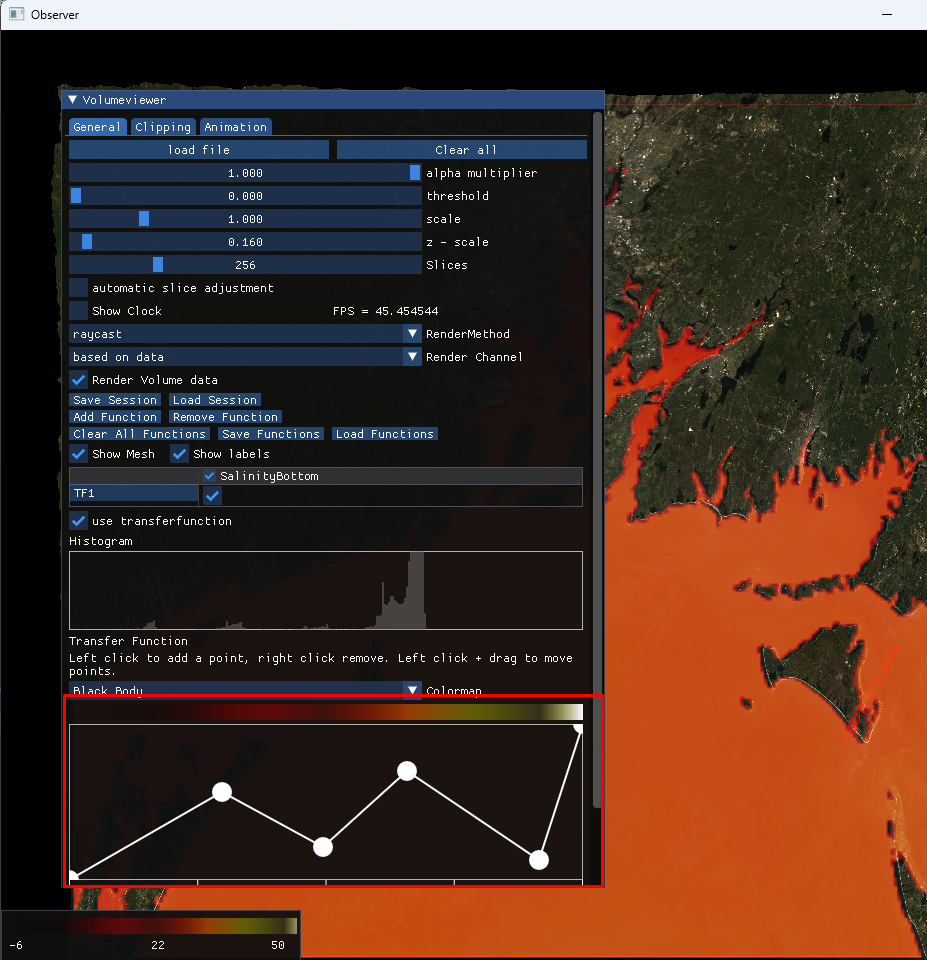 Observer
Volumeviewer
General Clipping Animation
load file Clear all
1.000 alpha multiplier
0.000 threshold
1.000 scale
0.160 z - scale
256 Slices
automatic slice adjustment
Show Clock FPS = 45.454544
raycast RenderMethod
based on data Render Channel
Render Volume data
Save Session Load Session
Add Function Remove Function
Clear All Functions Save Functions Load Functions
Show Mesh Show labels
SalinityBottom
TF1
use transferfunction
Histogram
Transfer Function
Left click to add a point, right click remove. Left click + drag to move
points.
Black Body Colormap
-6 22 50